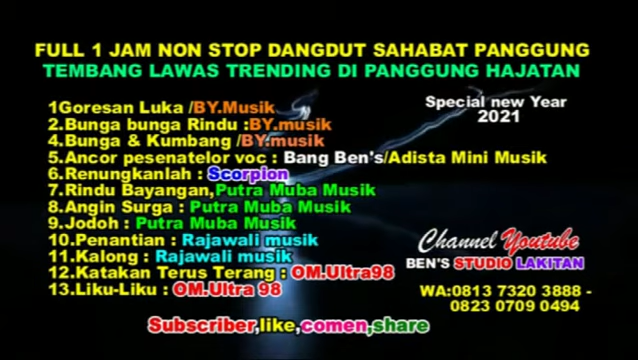 FULL 1 JAM NON STOP DANGDUT SAHABAT PANGGUNG
TEMBANG LAWAS TRENDING DI PANGGUNG HAJATAN
Special new Year
2021
1Goresan Luka /BY.Musik
2.Bunga bunga Rindu :BY.musik
4.Bunga & Kumbang /BY.musik
5.Ancor pesenatelor voc : Bang Ben's/Adista Mini Musik
6.Renungkanlah : Scorpion
7.Rindu Bayangan,Putra Muba Musik
8.Angin Surga : Putra Muba Musik
9.Jodoh : Putra Muba Musik
10.Penantian : Rajawali musik
11.Kalong : Rajawali musik
12.Katakan Terus Terang : OM.Ultra98
13.Liku-Liku : OM.Ultra 98
Channel Youtube
BEN'S STUDIO LAKITAN
WA:0813 7320 3888 -
0823 0709 0494
Subscriber,like,comen,share